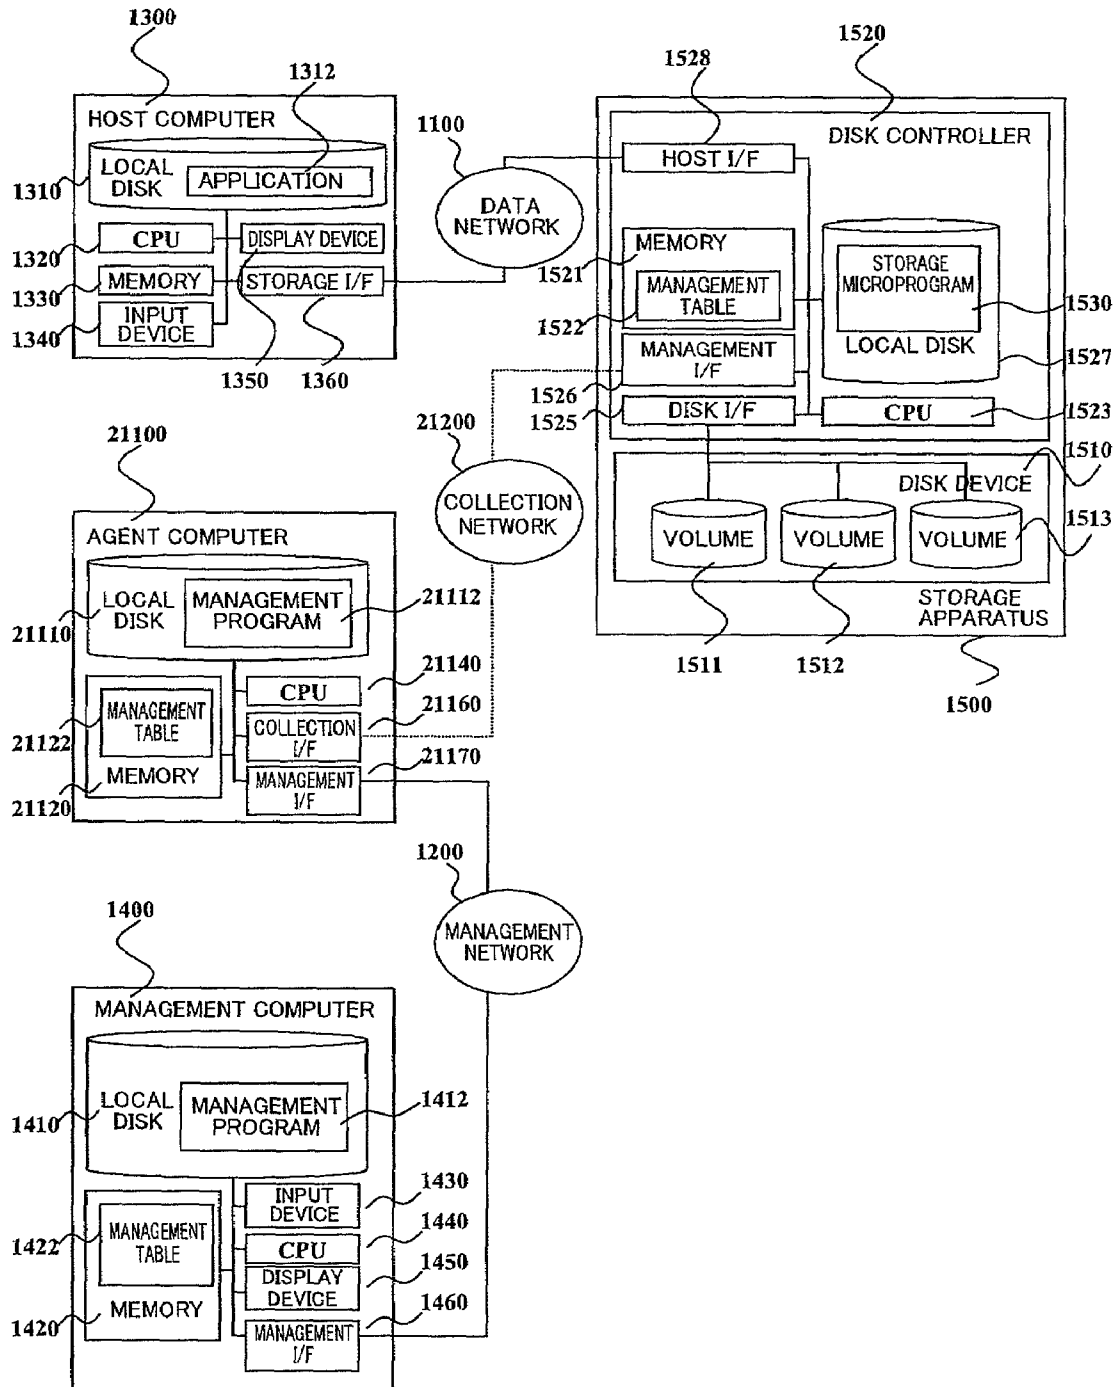 1300
1312
HOST COMPUTER
LOCAL
DISK
APPLICATION
1310
CPU
DISPLAY DEVICE
1320
MEMORY
STORAGE I/F
1330
INPUT
DEVICE
1340
1350
1360
1100
DATA
NETWORK
1528
1520
DISK CONTROLLER
HOST I/F
MEMORY
1521
MANAGEMENT
TABLE
1522
STORAGE
MICROPROGRAM
1530
LOCAL DISK
1527
MANAGEMENT
I/F
1526
1525
DISK I/F
CPU
1523
1510
DISK DEVICE
VOLUME
VOLUME
VOLUME
1513
STORAGE
APPARATUS
1511
1512
1500
21100
21200
COLLECTION
NETWORK
AGENT COMPUTER
LOCAL
DISK
MANAGEMENT
PROGRAM
21112
21110
CPU
21140
MANAGEMENT
TABLE
21122
COLLECTION
I/F
21160
MEMORY
21120
MANAGEMENT
I/F
21170
1200
MANAGEMENT
NETWORK
1400
MANAGEMENT COMPUTER
LOCAL
DISK
MANAGEMENT
PROGRAM
1412
1410
INPUT
DEVICE
1430
MANAGEMENT
TABLE
1422
CPU
1440
DISPLAY
DEVICE
1450
MEMORY
1420
MANAGEMENT
I/F
1460